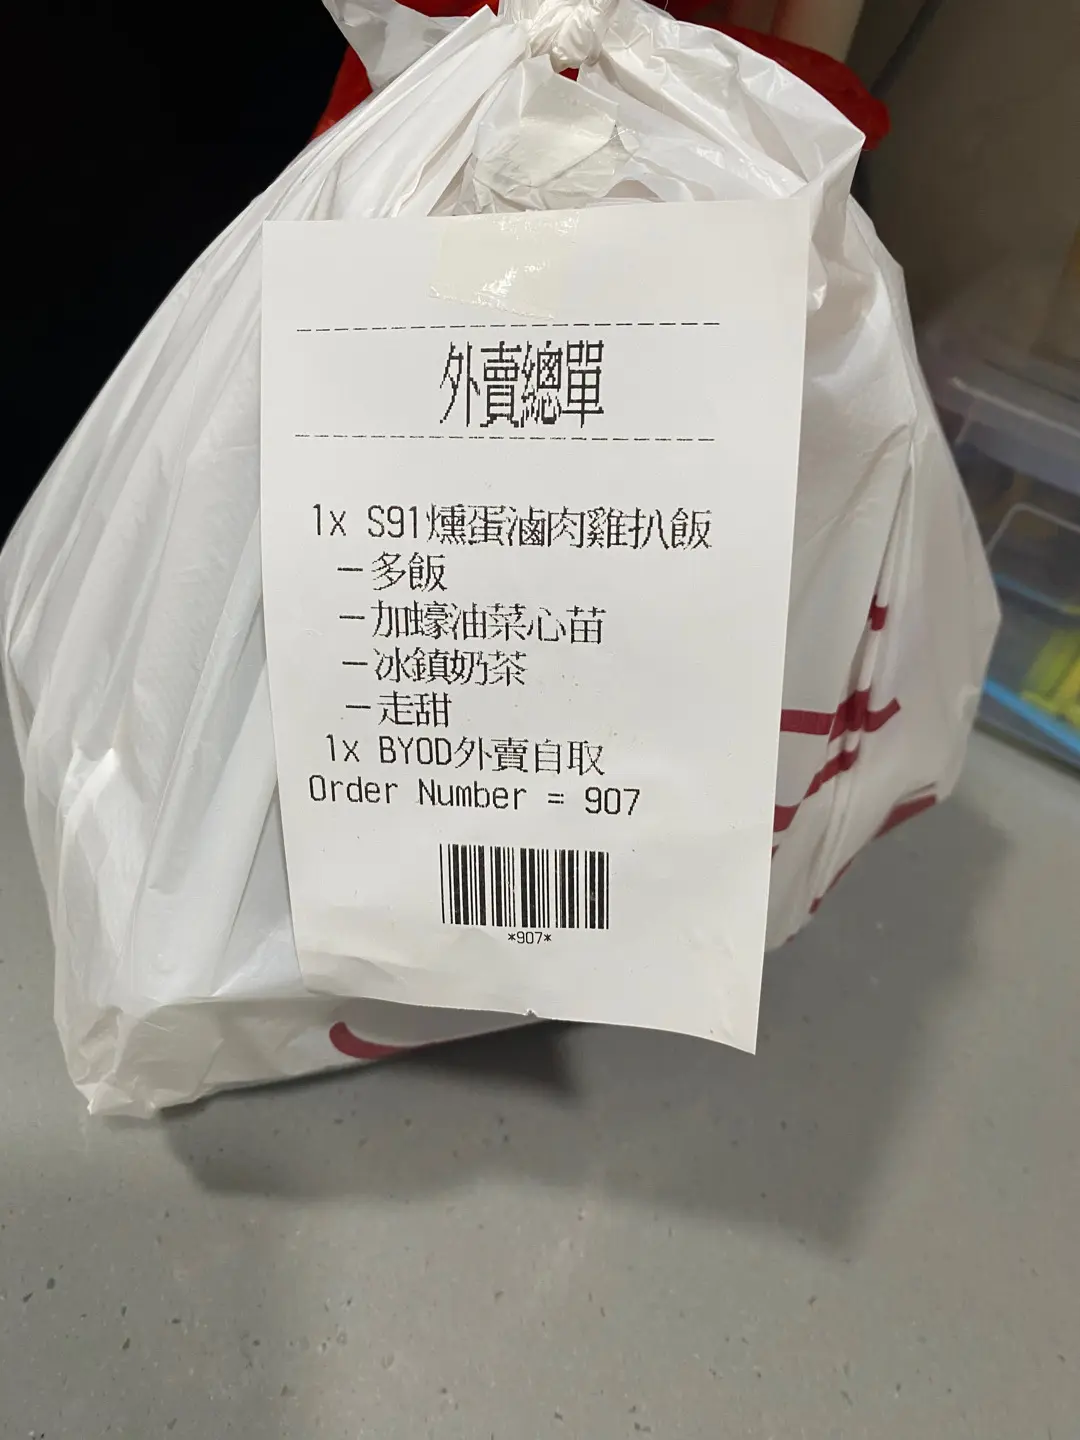 外賣總單
1x S91燻蛋滷肉雞扒飯
－多飯
－加蠔油菜心苗
－冰鎮奶茶
－走甜
1x BYOD外賣自取
Order Number = 907
*907*